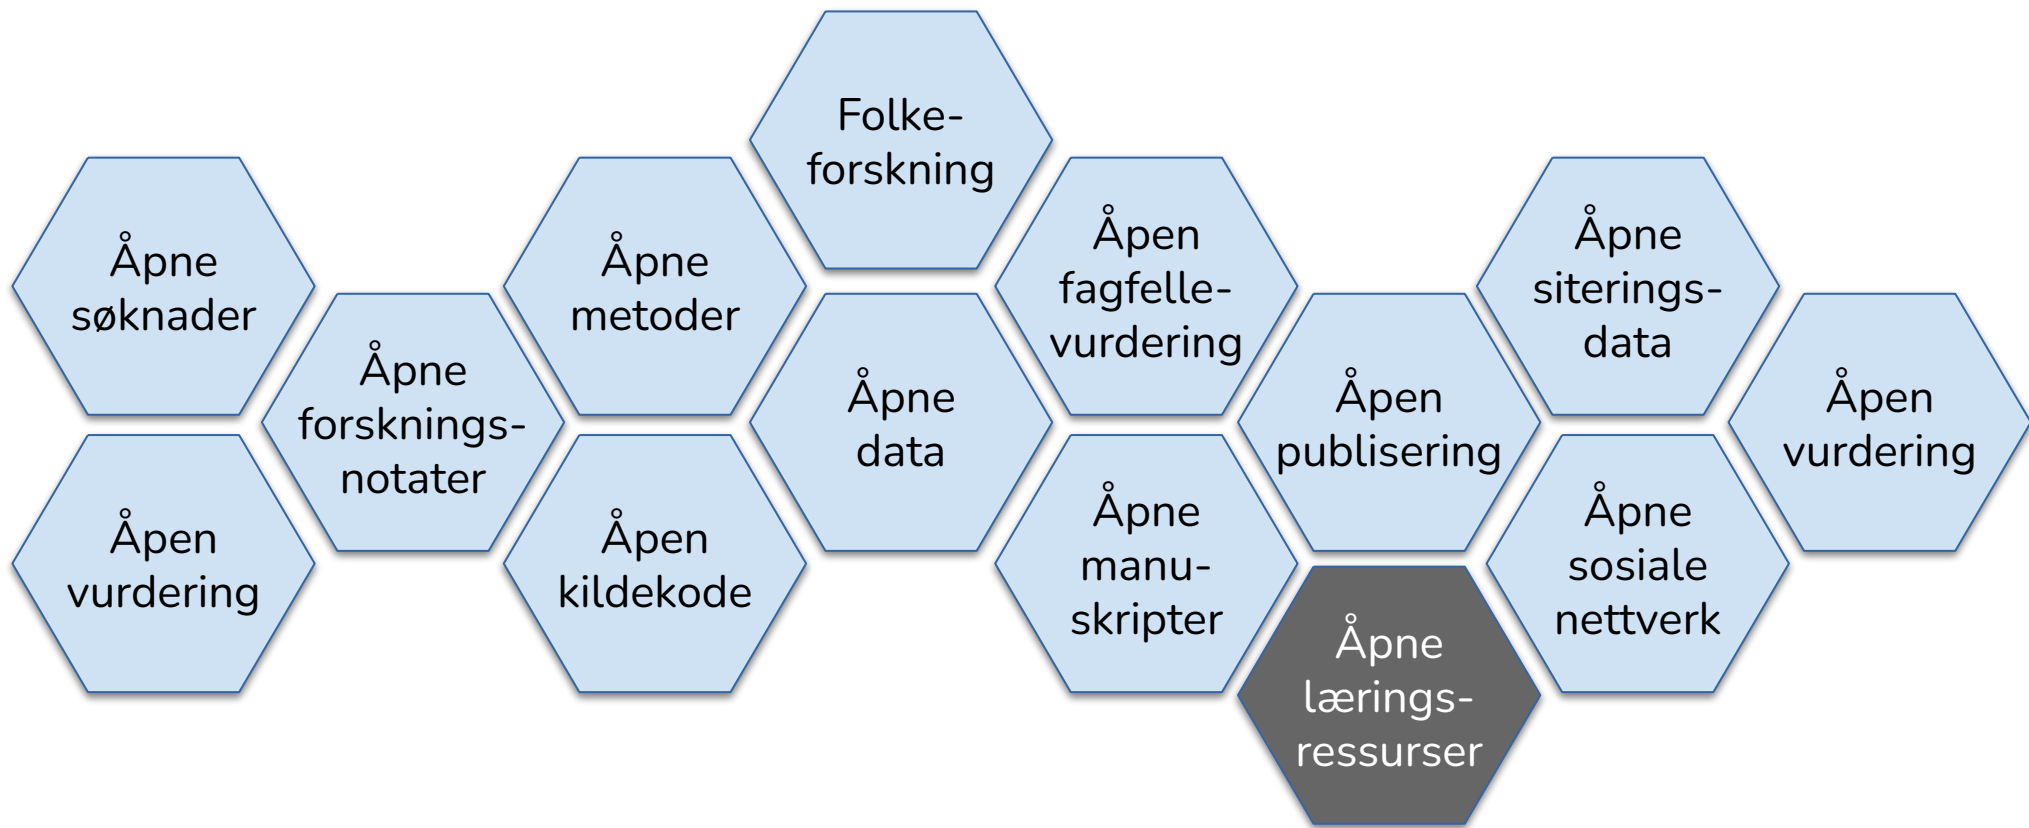 Folke-
forskning
Åpne
søknader
Åpen
vurdering
Åpne
forsknings-
notater
Åpne
metoder
Åpen
kildekode
Åpne
data
Åpen
fagfelle-
vurdering
Åpne
manu-
skripter
Åpen
publisering
Åpne
lærings-
ressurser
Åpne
siterings-
data
Åpne
sosiale
nettverk
Åpen
vurdering